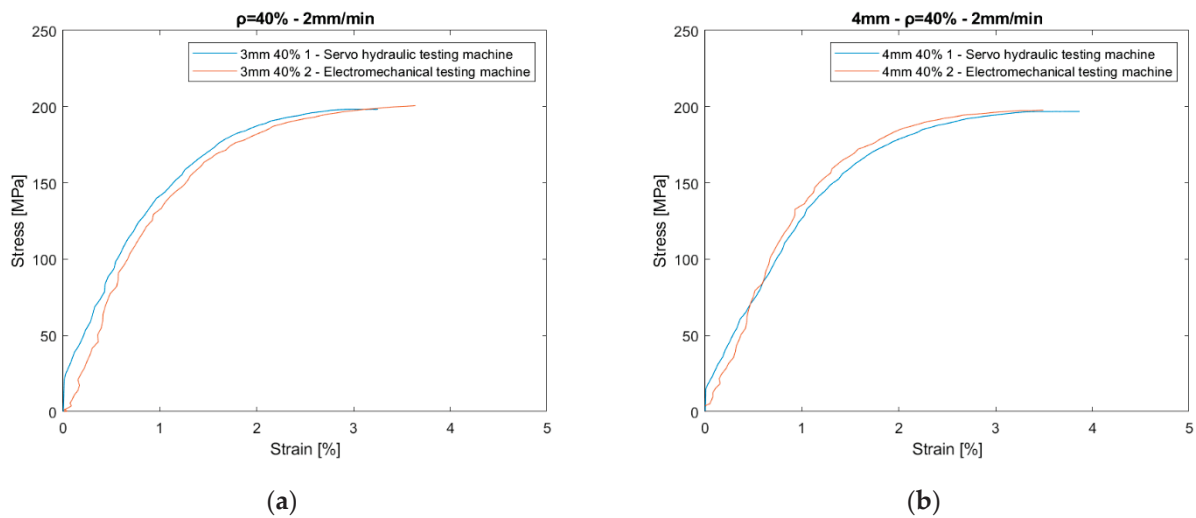 ρ=40% - 2mm/min
250
200
150
100
50
0
Stress [MPa]
3mm 40% 1 - Servo hydraulic testing machine
3mm 40% 2 - Electromechanical testing machine
0 1 2 3 4 5
Strain [%]
(a)
4mm - ρ=40% - 2mm/min
250
200
150
100
50
0
Stress [MPa]
4mm 40% 1 - Servo hydraulic testing machine
4mm 40% 2 - Electromechanical testing machine
0 1 2 3 4 5
Strain [%]
(b)